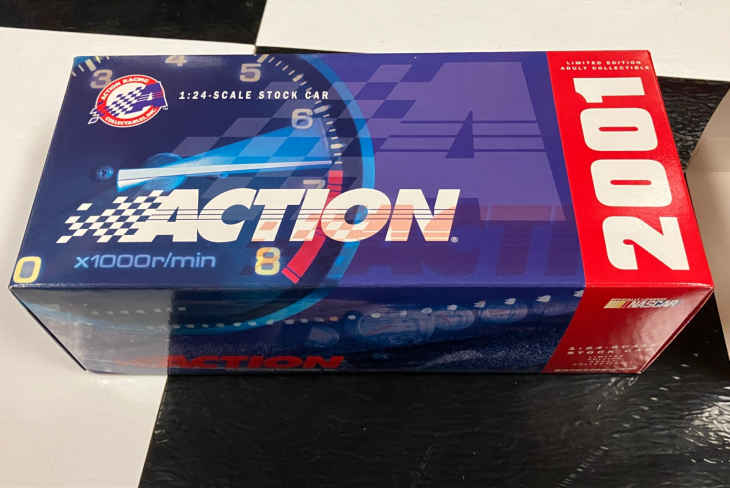 3
4
5
6
7
8
0
ACTION RACING
COLLECTABLES, INC.
1:24-SCALE STOCK CAR
ACTION®
x1000r/min
LIMITED EDITION
ADULT COLLECTIBLE
2001
NASCAR
ACTION